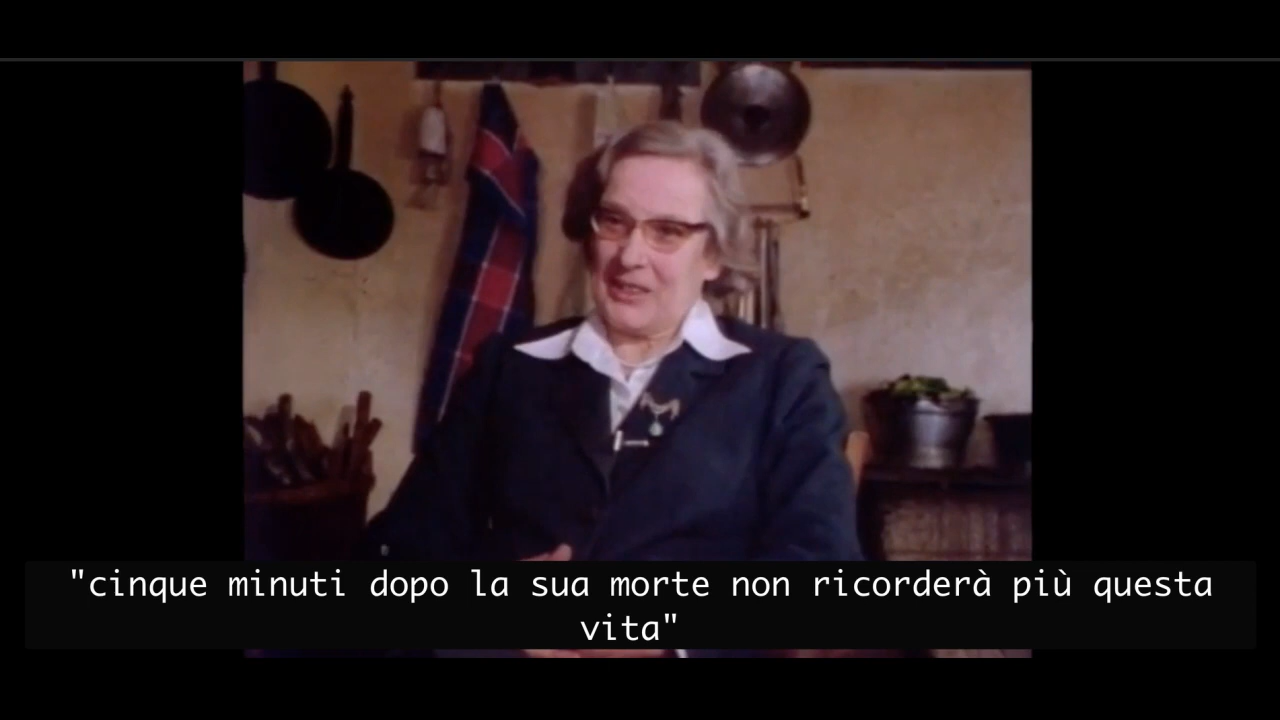 "cinque minuti dopo la sua morte non ricorderà più questa
vita"